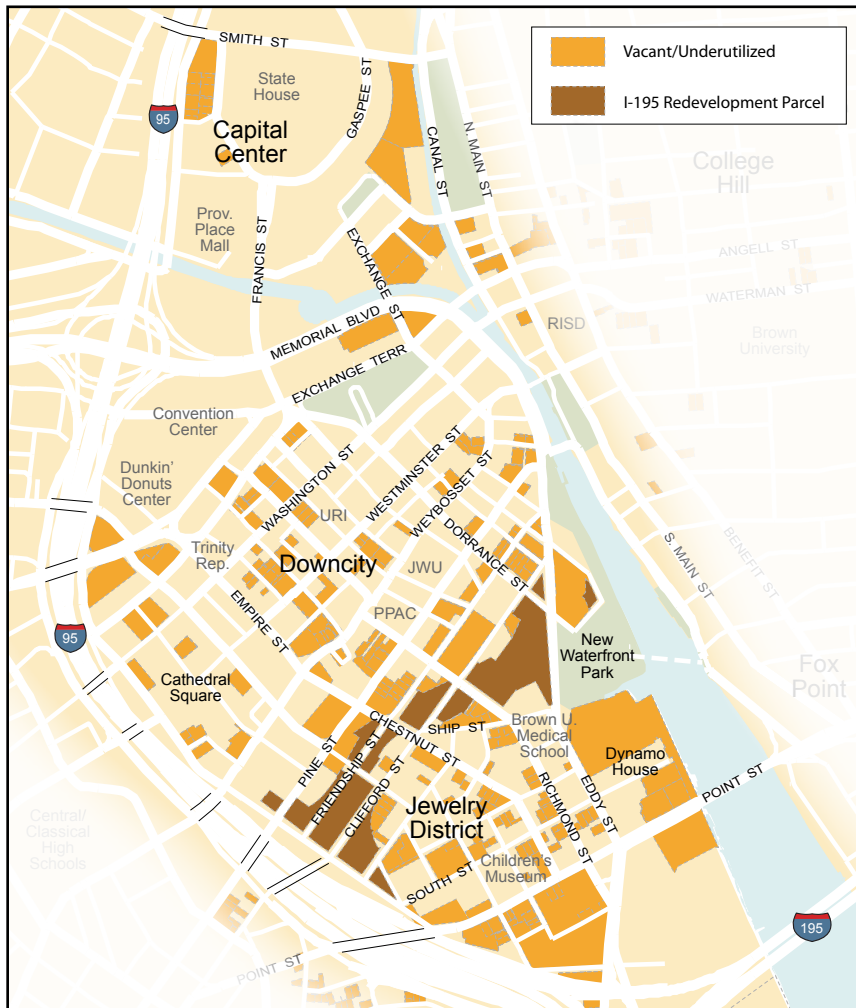 SMITH ST
Vacant/Underutilized
I-195 Redevelopment Parcel
State
House
GASPEE ST
95
Capital
Center
CANAL ST
N. MAIN ST
College
Hill
Prov.
Place
Mall
FRANCIS ST
EXCHANGE ST
ANGELL ST
WATERMAN ST
MEMORIAL BLVD
RISD
Brown
University
EXCHANGE TERR
Convention
Center
Dunkin'
Donuts
Center
WASHINGTON ST
WESTMINSTER ST
WEYBOSSET ST
URI
DORRANCE ST
S. MAIN ST
BENEFIT ST
Trinity
Rep.
Downcity
JWU
EMPIRE ST
PPAC
95
New
Waterfront
Park
Fox
Point
Cathedral
Square
CHESTNUT ST
SHIP ST
Brown U.
Medical
School
Dynamo
House
PINE ST
FRIENDSHIP ST
CLIFFORD ST
POINT ST
EDDY ST
RICHMOND ST
Jewelry
District
Central/
Classical
High
Schools
Children's
Museum
SOUTH ST
195
POINT ST